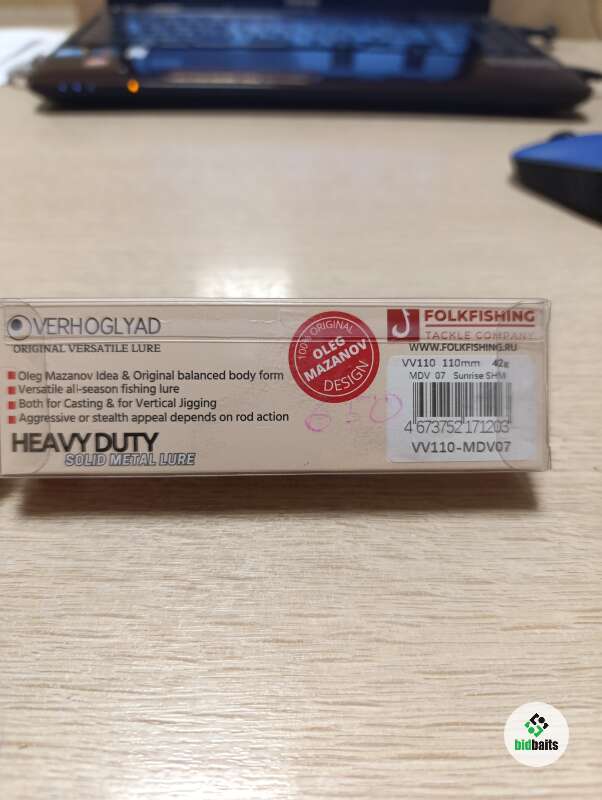 VERHOGLYAD
ORIGINAL VERSATILE LURE
Oleg Mazanov Idea & Original balanced body form
Versatile all-season fishing lure
Both for Casting & for Vertical Jigging
Aggressive or stealth appeal depends on rod action
HEAVY DUTY
SOLID METAL LURE
100% ORIGINAL
OLEG
MAZANOV
DESIGN
630
FOLKFISHING
TACKLE COMPANY
WWW.FOLKFISHING.RU
VV110 110mm 42g
MDV 07 Sunrise SHM
4 673752 171203
VV110-MDV07
bidbaits